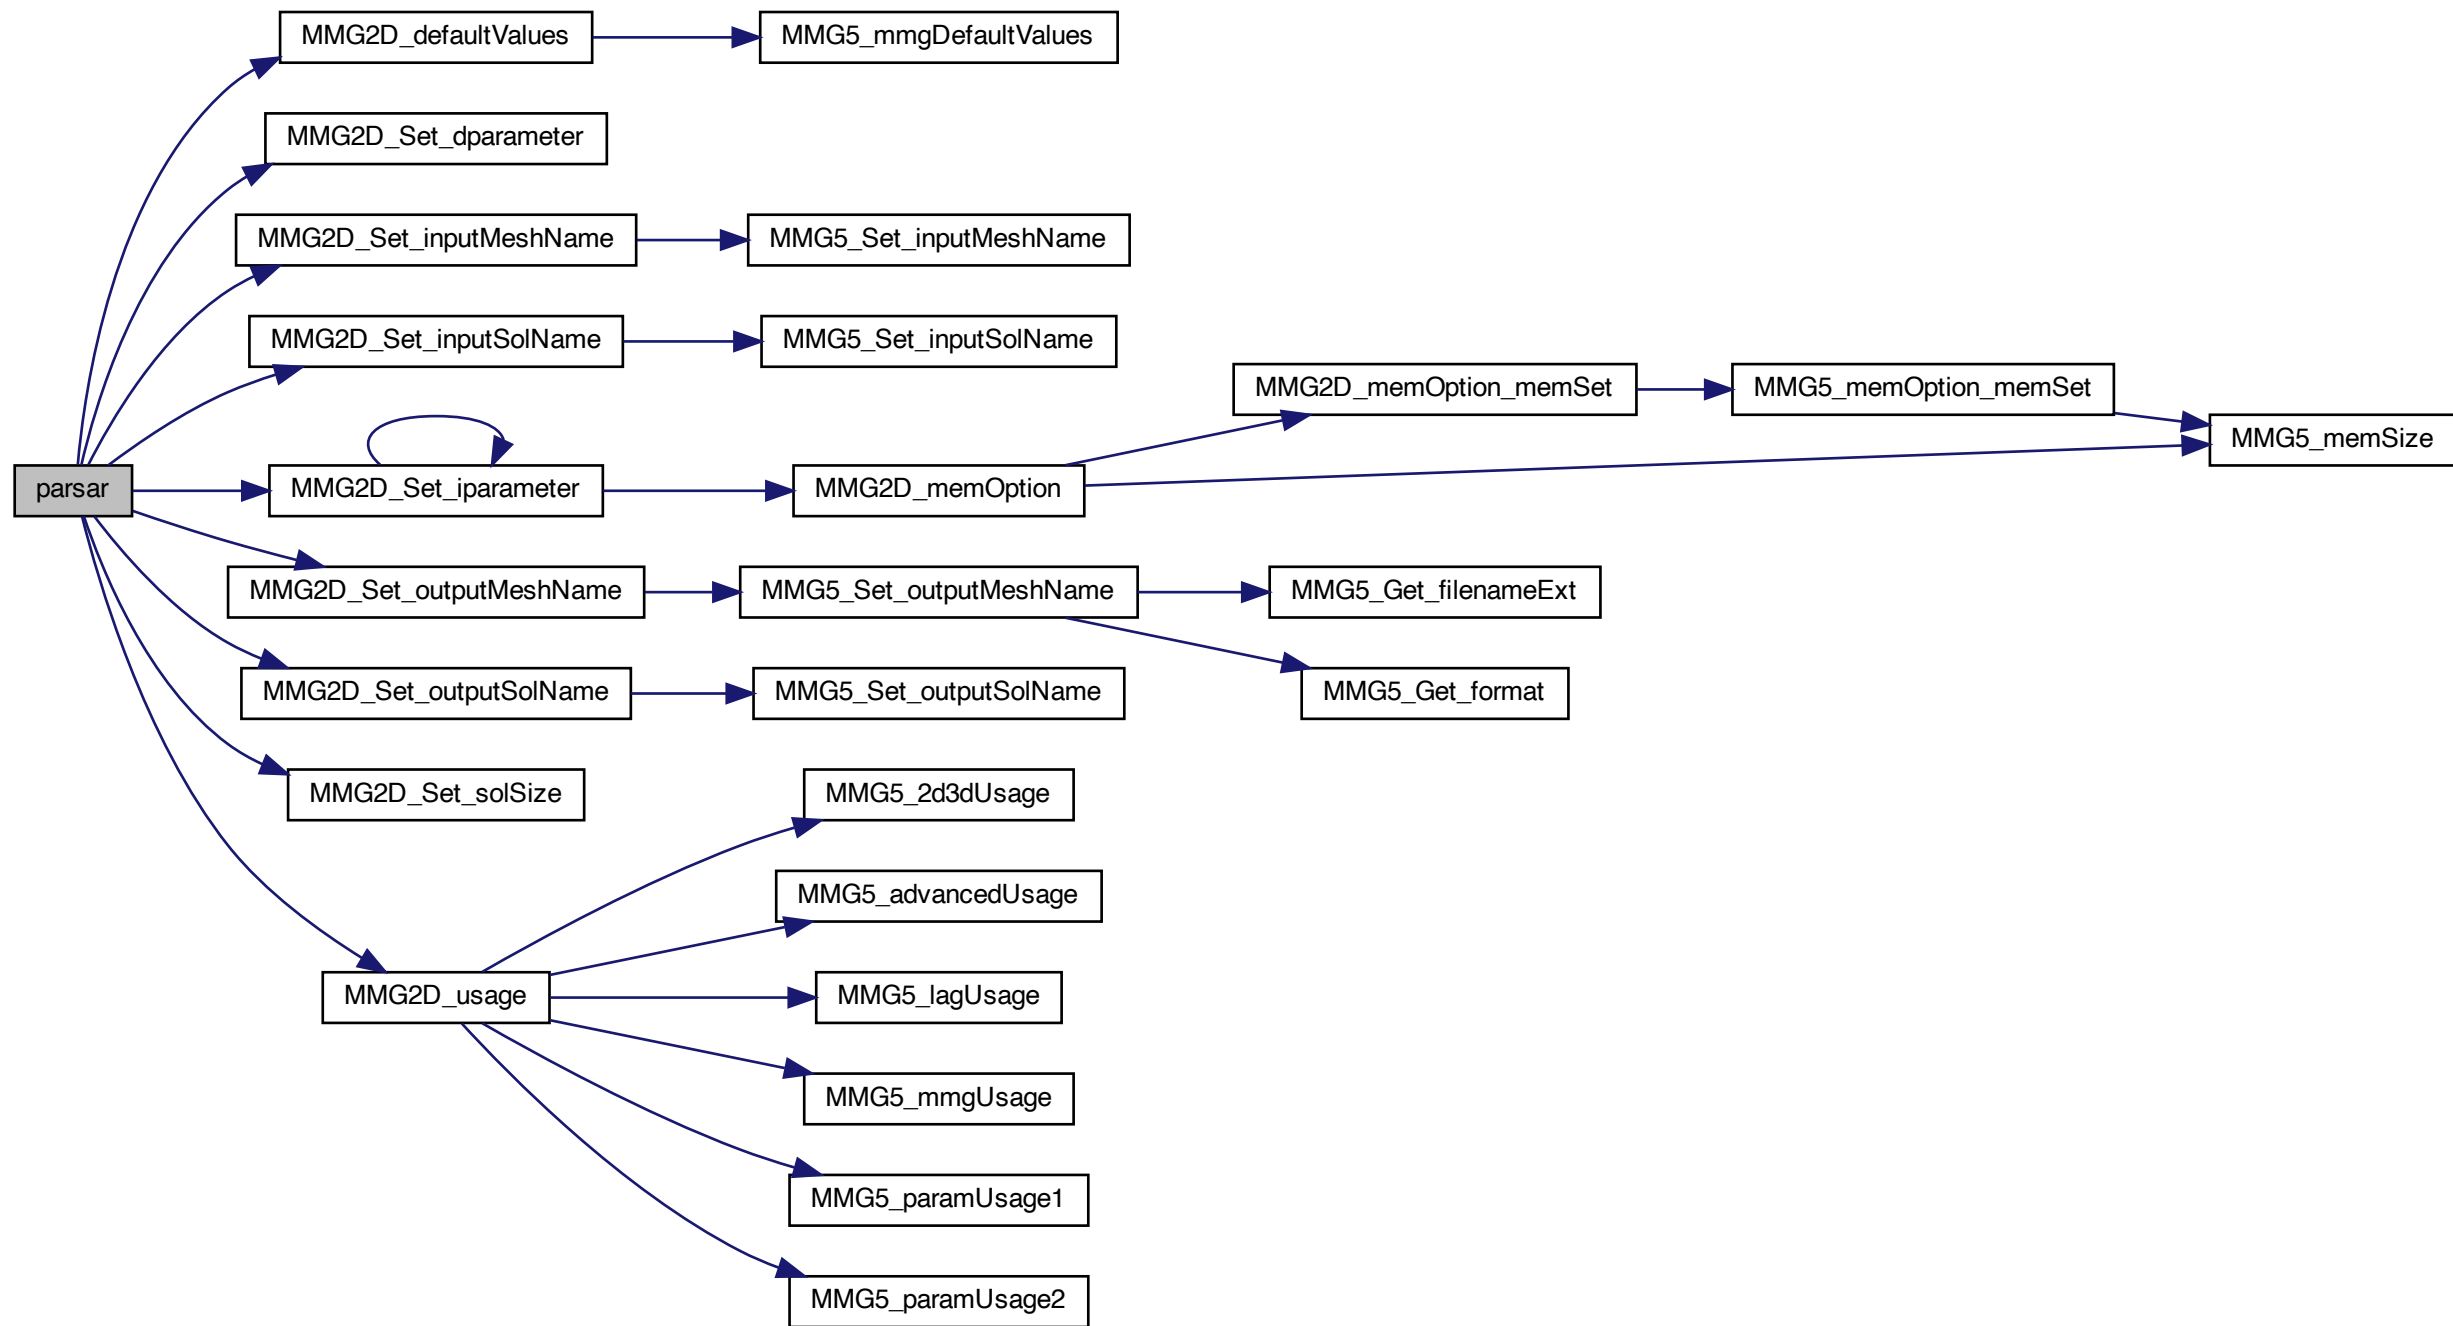 MMG2D_defaultValues
MMG5_mmgDefaultValues
MMG2D_Set_dparameter
MMG2D_Set_inputMeshName
MMG5_Set_inputMeshName
MMG2D_Set_inputSolName
MMG5_Set_inputSolName
MMG2D_memOption_memSet
MMG5_memOption_memSet
MMG5_memSize
parsar
MMG2D_Set_iparameter
MMG2D_memOption
MMG2D_Set_outputMeshName
MMG5_Set_outputMeshName
MMG5_Get_filenameExt
MMG2D_Set_outputSolName
MMG5_Set_outputSolName
MMG5_Get_format
MMG2D_Set_solSize
MMG5_2d3dUsage
MMG5_advancedUsage
MMG2D_usage
MMG5_lagUsage
MMG5_mmgUsage
MMG5_paramUsage1
MMG5_paramUsage2